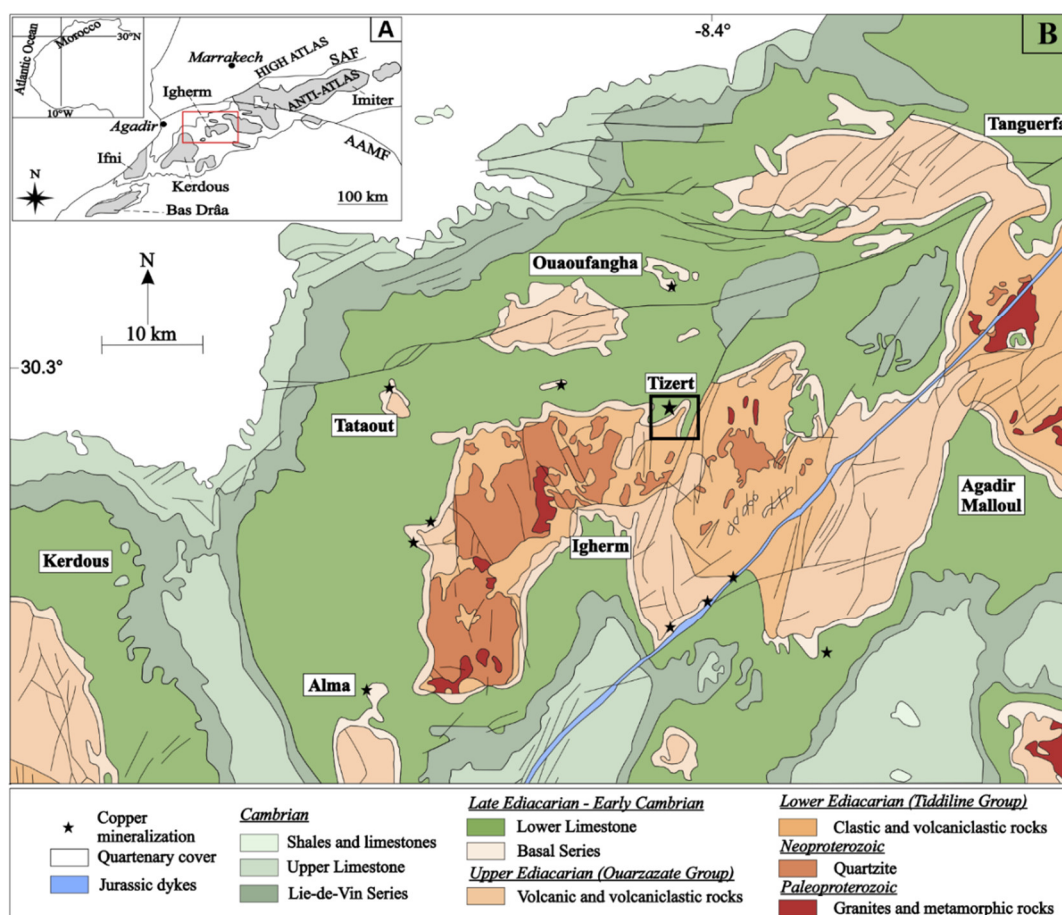 Atlantic Ocean
Morocco
30ºN
10ºW
A
Marrakech
HIGH ATLAS
SAF
ANTI-ATLAS
Igherm
Imiter
Agadir
AAMF
Ifni
N
Kerdous
Bas Drâa
100 km
-8.4°
B
Tanguerfa
N
10 km
Ouaoufangha
30.3°
Tizert
Tataout
Agadir
Malloul
Igherm
Kerdous
Alma
Copper
mineralization
Quartenary cover
Jurassic dykes
Cambrian
Shales and limestones
Upper Limestone
Lie-de-Vin Series
Late Ediacarian - Early Cambrian
Lower Limestone
Basal Series
Upper Ediacarian (Ouarzazate Group)
Volcanic and volcaniclastic rocks
Lower Ediacarian (Tiddiline Group)
Clastic and volcaniclastic rocks
Neoproterozoic
Quartzite
Paleoproterozoic
Granites and metamorphic rocks